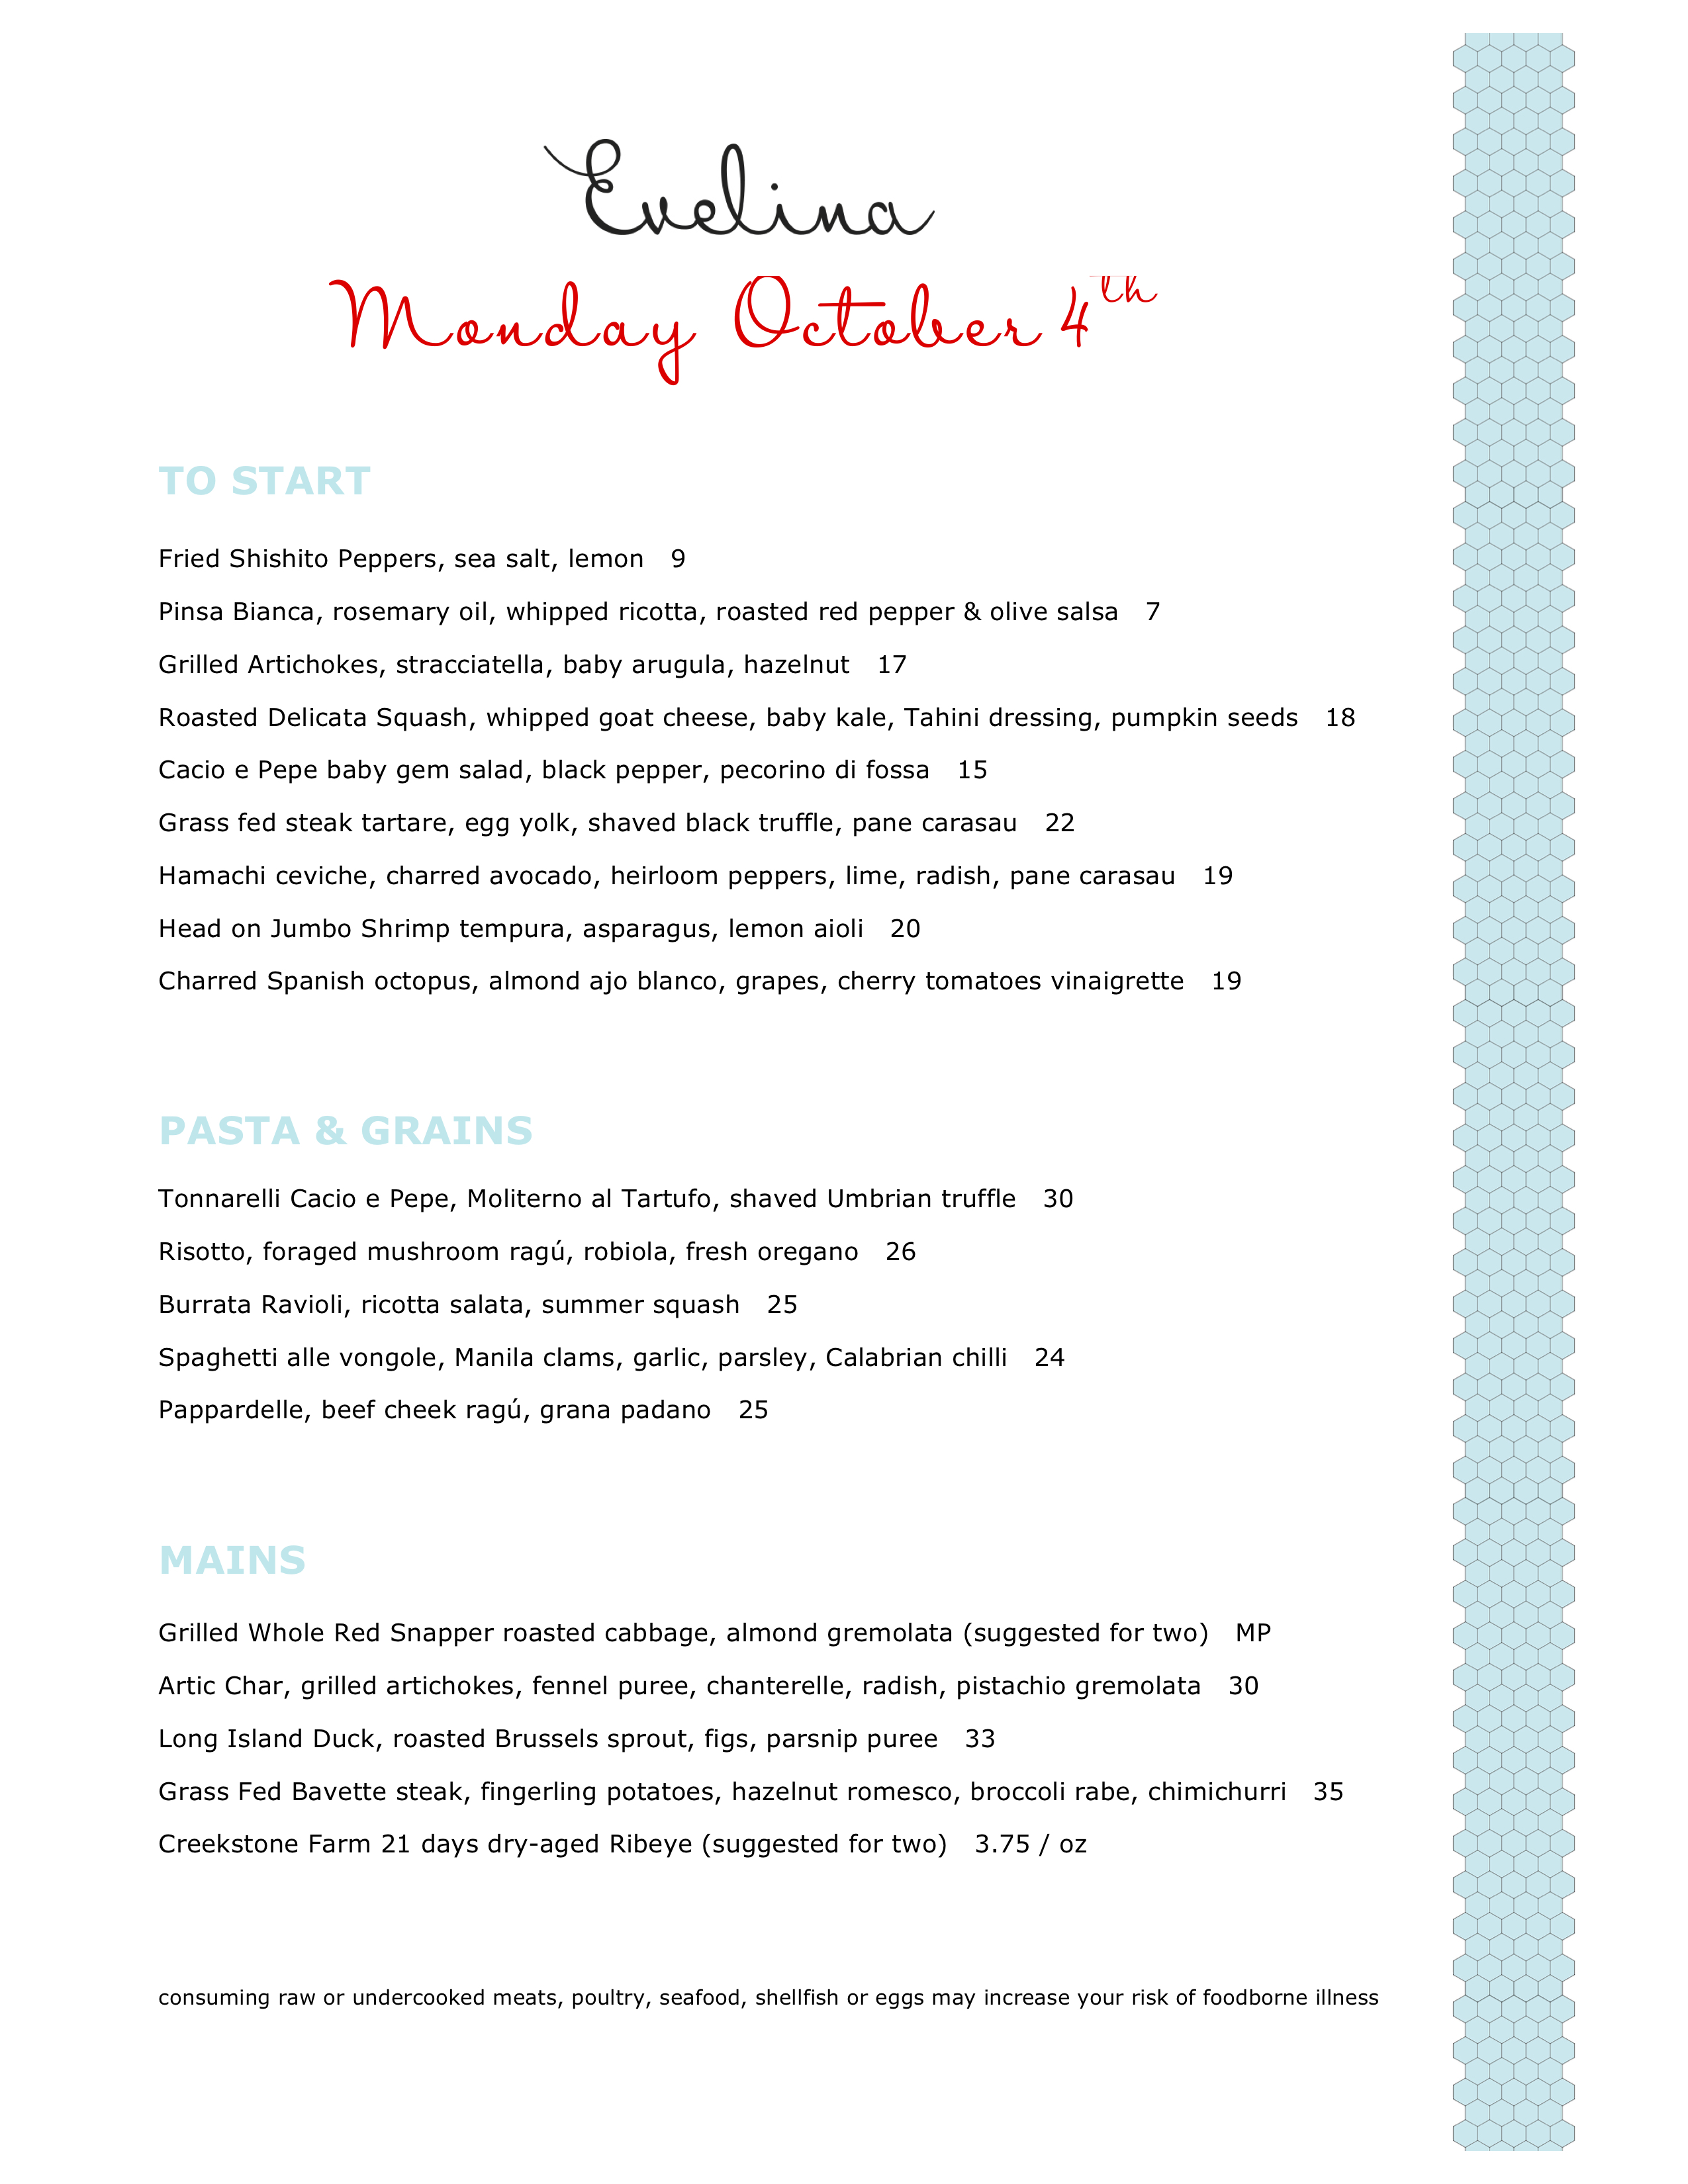 Evelina
Monday October 4th
TO START
Fried Shishito Peppers, sea salt, lemon 9
Pinsa Bianca, rosemary oil, whipped ricotta, roasted red pepper & olive salsa 7
Grilled Artichokes, stracciatella, baby arugula, hazelnut 17
Roasted Delicata Squash, whipped goat cheese, baby kale, Tahini dressing, pumpkin seeds 18
Cacio e Pepe baby gem salad, black pepper, pecorino di fossa 15
Grass fed steak tartare, egg yolk, shaved black truffle, pane carasau 22
Hamachi ceviche, charred avocado, heirloom peppers, lime, radish, pane carasau 19
Head on Jumbo Shrimp tempura, asparagus, lemon aioli 20
Charred Spanish octopus, almond ajo blanco, grapes, cherry tomatoes vinaigrette 19
PASTA & GRAINS
Tonnarelli Cacio e Pepe, Moliterno al Tartufo, shaved Umbrian truffle 30
Risotto, foraged mushroom ragú, robiola, fresh oregano 26
Burrata Ravioli, ricotta salata, summer squash 25
Spaghetti alle vongole, Manila clams, garlic, parsley, Calabrian chilli 24
Pappardelle, beef cheek ragú, grana padano 25
MAINS
Grilled Whole Red Snapper roasted cabbage, almond gremolata (suggested for two) MP
Artic Char, grilled artichokes, fennel puree, chanterelle, radish, pistachio gremolata 30
Long Island Duck, roasted Brussels sprout, figs, parsnip puree 33
Grass Fed Bavette steak, fingerling potatoes, hazelnut romesco, broccoli rabe, chimichurri 35
Creekstone Farm 21 days dry-aged Ribeye (suggested for two) 3.75 / oz
consuming raw or undercooked meats, poultry, seafood, shellfish or eggs may increase your risk of foodborne illness